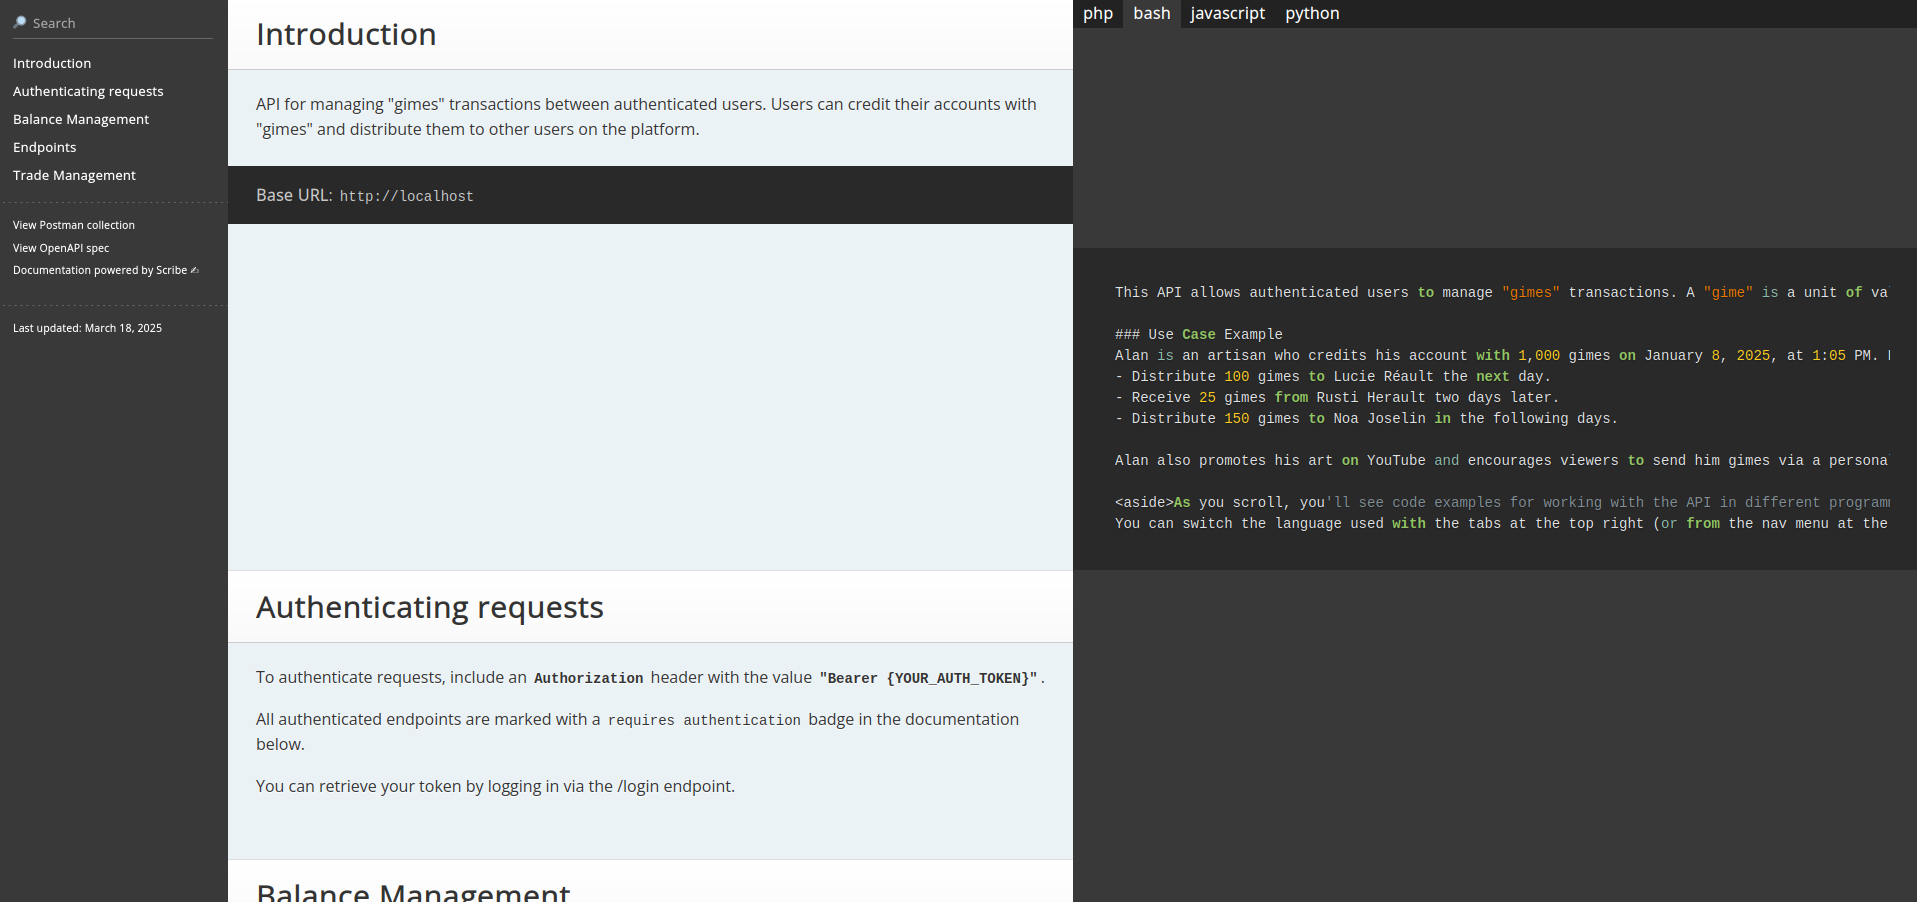 Search
Introduction
Authenticating requests
Balance Management
Endpoints
Trade Management
View Postman collection
View OpenAPI spec
Documentation powered by Scribe ✍
Last updated: March 18, 2025
Introduction
API for managing "gimes" transactions between authenticated users. Users can credit their accounts with
"gimes" and distribute them to other users on the platform.
Base URL: http://localhost
Authenticating requests
To authenticate requests, include an Authorization header with the value "Bearer {YOUR_AUTH_TOKEN}".
All authenticated endpoints are marked with a requires authentication badge in the documentation
below.
You can retrieve your token by logging in via the /login endpoint.
Balance Management
php bash javascript python
This API allows authenticated users to manage "gimes" transactions. A "gime" is a unit of va
### Use Case Example
Alan is an artisan who credits his account with 1,000 gimes on January 8, 2025, at 1:05 PM.
- Distribute 100 gimes to Lucie Réault the next day.
- Receive 25 gimes from Rusti Herault two days later.
- Distribute 150 gimes to Noa Joselin in the following days.
Alan also promotes his art on YouTube and encourages viewers to send him gimes via a persona
<aside>As you scroll, you'll see code examples for working with the API in different program
You can switch the language used with the tabs at the top right (or from the nav menu at the